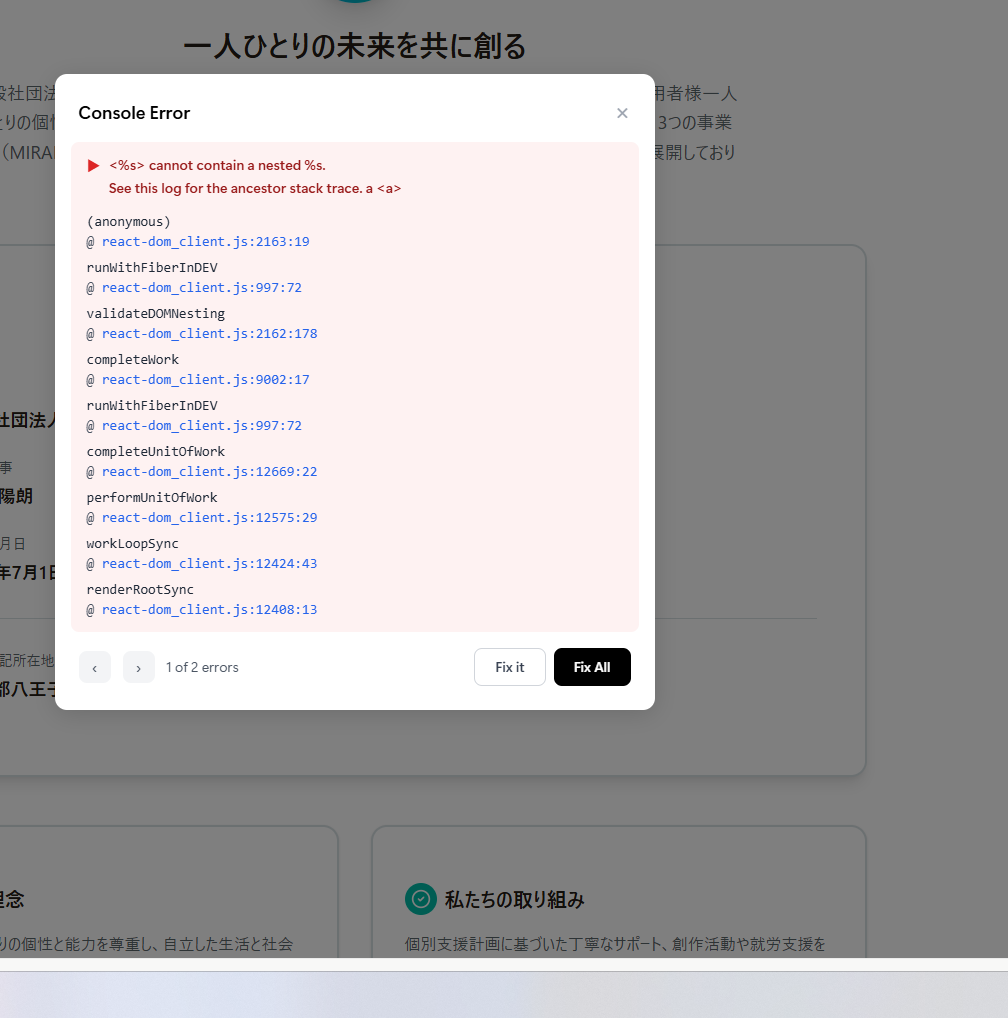 一人ひとりの未来を共に創る
社団法
用者様一人
りの個
3つの事業
（MIRA
展開しており
Console Error
×
<%s> cannot contain a nested %s.
See this log for the ancestor stack trace. a <a>
(anonymous)
@ react-dom_client.js:2163:19
runWithFiberInDEV
@ react-dom_client.js:997:72
validateDOMNesting
@ react-dom_client.js:2162:178
completeWork
@ react-dom_client.js:9002:17
runWithFiberInDEV
@ react-dom_client.js:997:72
completeUnitOfWork
@ react-dom_client.js:12669:22
performUnitOfWork
@ react-dom_client.js:12575:29
workLoopSync
@ react-dom_client.js:12424:43
renderRootSync
@ react-dom_client.js:12408:13
社団法人
事
陽朗
月日
年7月1日
記所在地
部八王子
‹ › 1 of 2 errors
Fix it
Fix All
理念
りの個性と能力を尊重し、自立した生活と社会
私たちの取り組み
個別支援計画に基づいた丁寧なサポート、創作活動や就労支援を